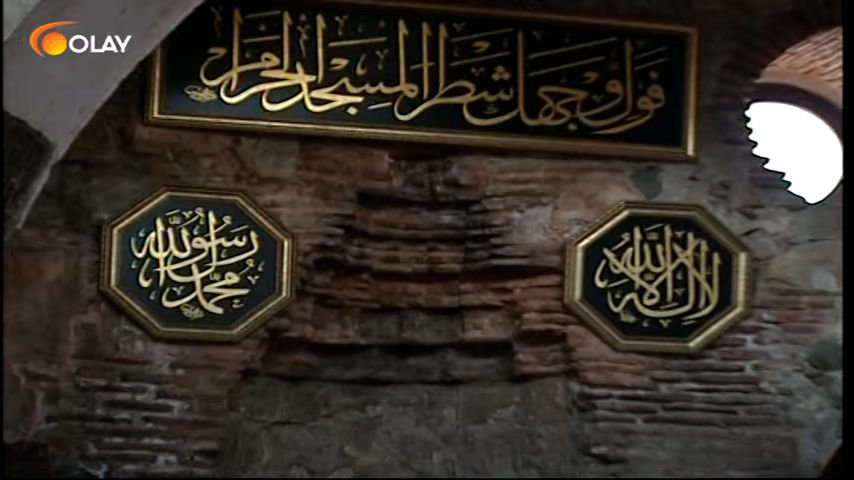 OLAY
فول وجهك شطر المسجد الحرام
لا اله الا الله
محمد رسول الله